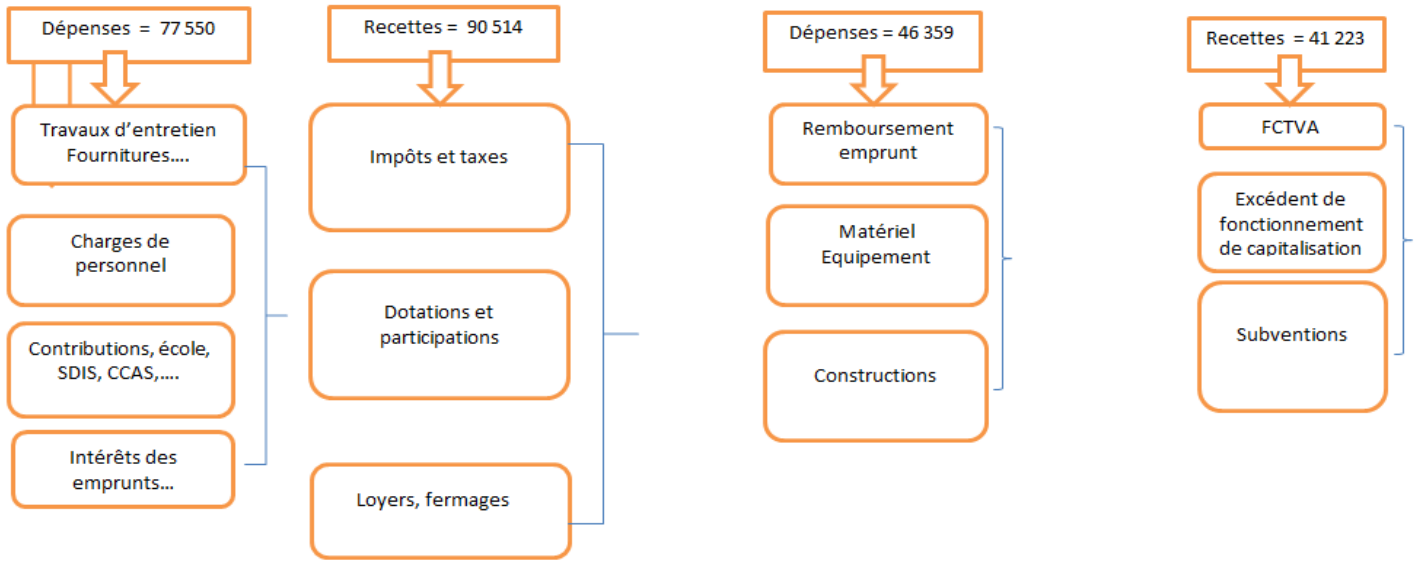 Dépenses = 77 550
Travaux d’entretien
Fournitures….
Charges de
personnel
Contributions, école,
SDIS, CCAS,….
Intérêts des
emprunts…
Recettes = 90 514
Impôts et taxes
Dotations et
participations
Loyers, fermages
Dépenses = 46 359
Remboursement
emprunt
Matériel
Equipement
Constructions
Recettes = 41 223
FCTVA
Excédent de
fonctionnement
de capitalisation
Subventions